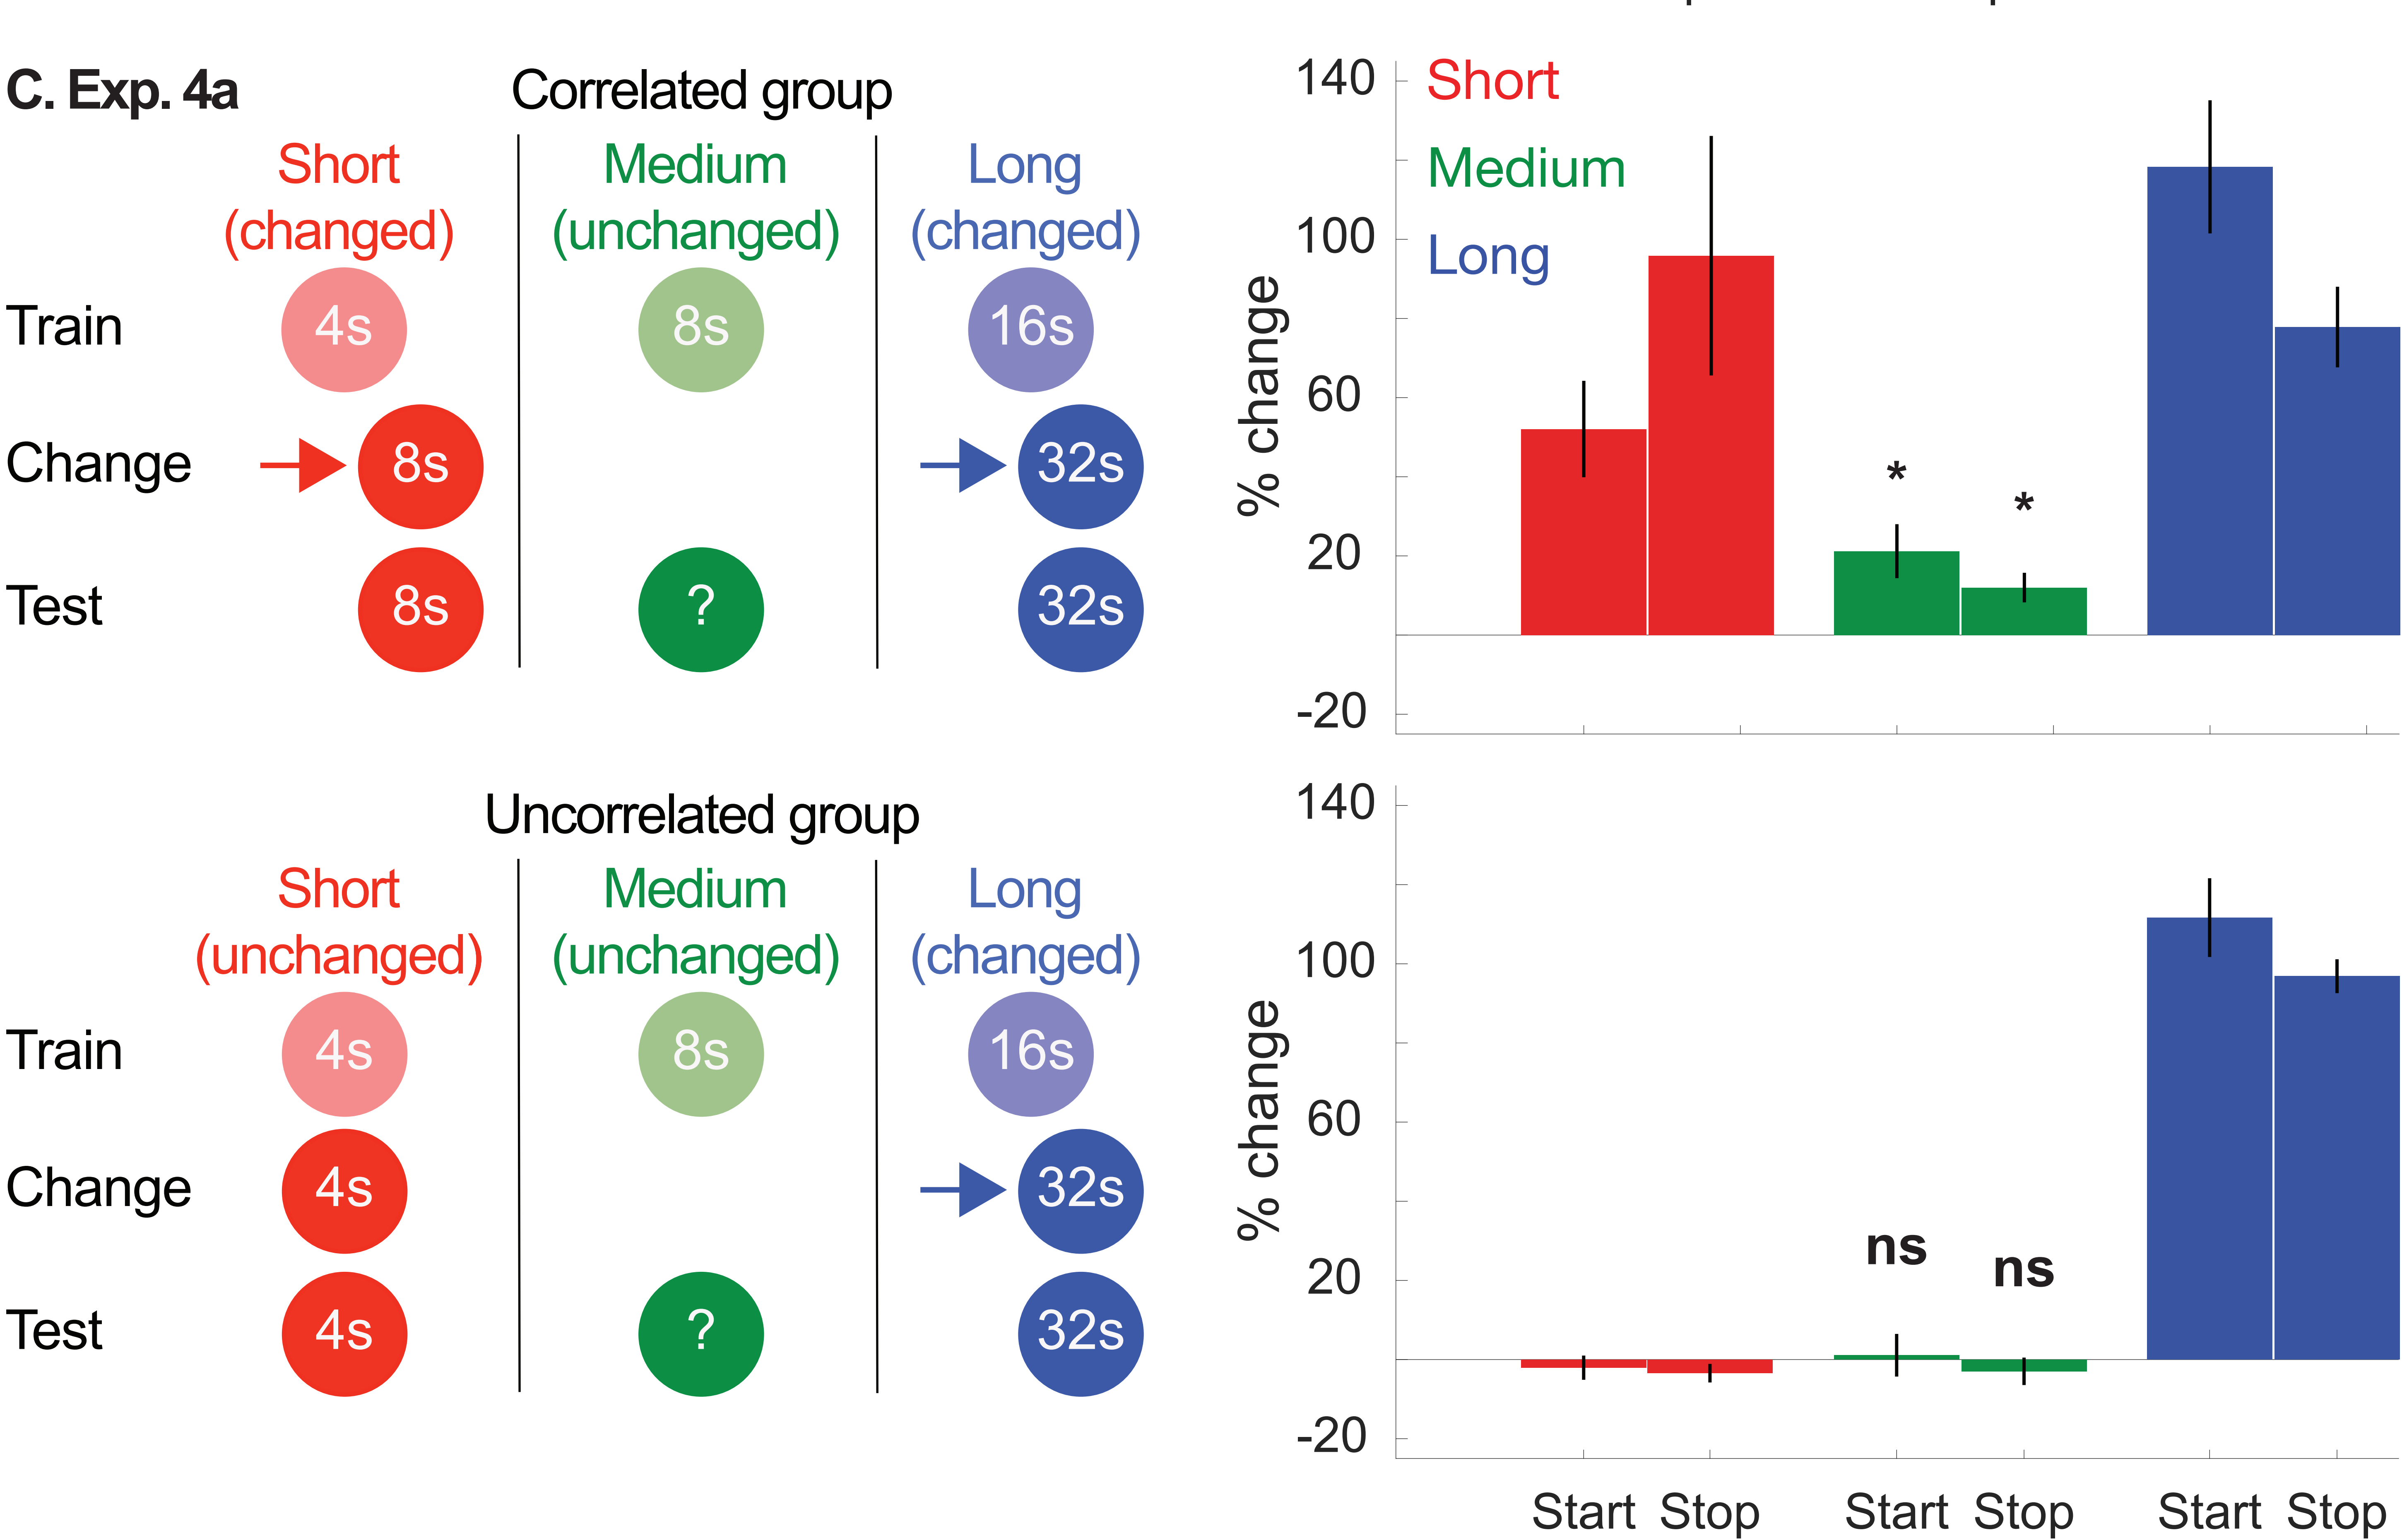 C. Exp. 4a
Correlated group
Short
(changed)
Medium
(unchanged)
Long
(changed)
Train
4s
8s
16s
Change
8s
32s
Test
8s
?
32s
% change
140
100
60
20
-20
Short
Medium
Long
*
*
Uncorrelated group
Short
(unchanged)
Medium
(unchanged)
Long
(changed)
Train
4s
8s
16s
Change
4s
32s
Test
4s
?
32s
% change
140
100
60
20
-20
ns
ns
Start Stop Start Stop Start Stop